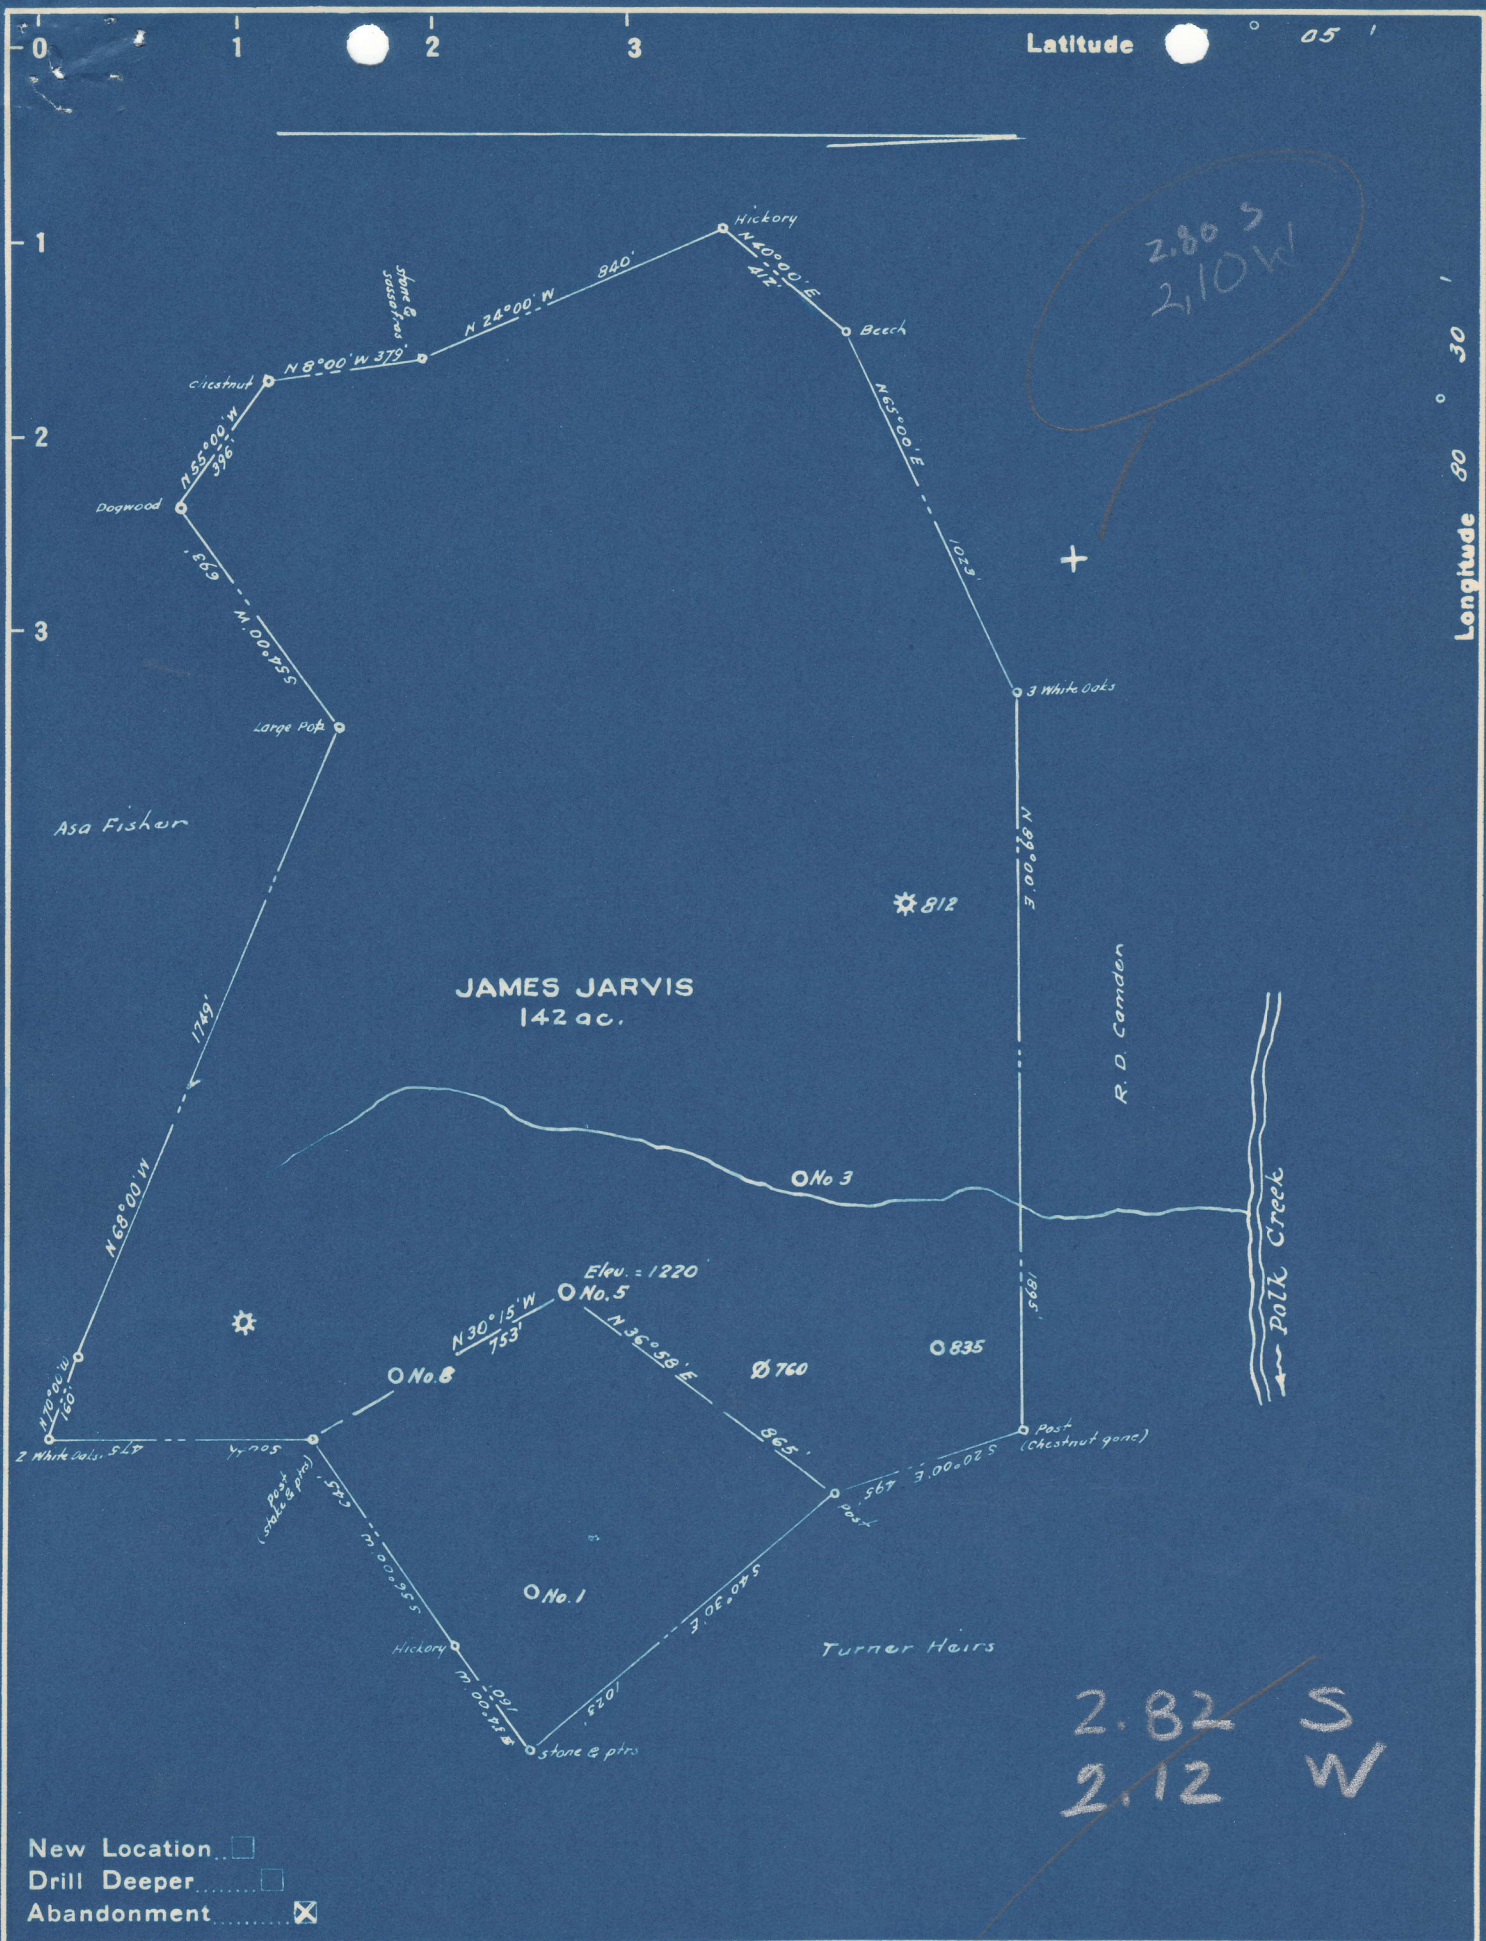 0 1 2 3 Latitude ° 05 '
1
2
3
Longitude 80 ° 30 '
2.80 S
2.10 W
Hickory
N 40°00' E
412'
Beech
840'
N 24°00' W
Stone &
Sassafras
N 8°00' W 379'
Chestnut
N 55°00' W
396'
Dogwood
693'
S 54°00' W
Large Pop
N 65°00' E
1023'
3 White Oaks
N 89°00' E
Asa Fisher
812
JAMES JARVIS
142 ac.
R. D. Camden
1749'
N 68°00' W
No 3
Polk Creek
Elev. = 1220
No. 5
N 30°15' W
753'
N 36°58' E
865'
No. 8
760
835
1895'
N 70°00' W
160'
2 White Oaks
475
South
Post
(stake & ptrs)
Post
(Chestnut gone)
S 20°00' E 495'
Post
S 56°00' W
No. 1
S 40°30' E
1023'
Hickory
160'
S 34°00' W
Stone & ptrs
Turner Heirs
2.82 S
2.12 W
New Location
Drill Deeper
Abandonment